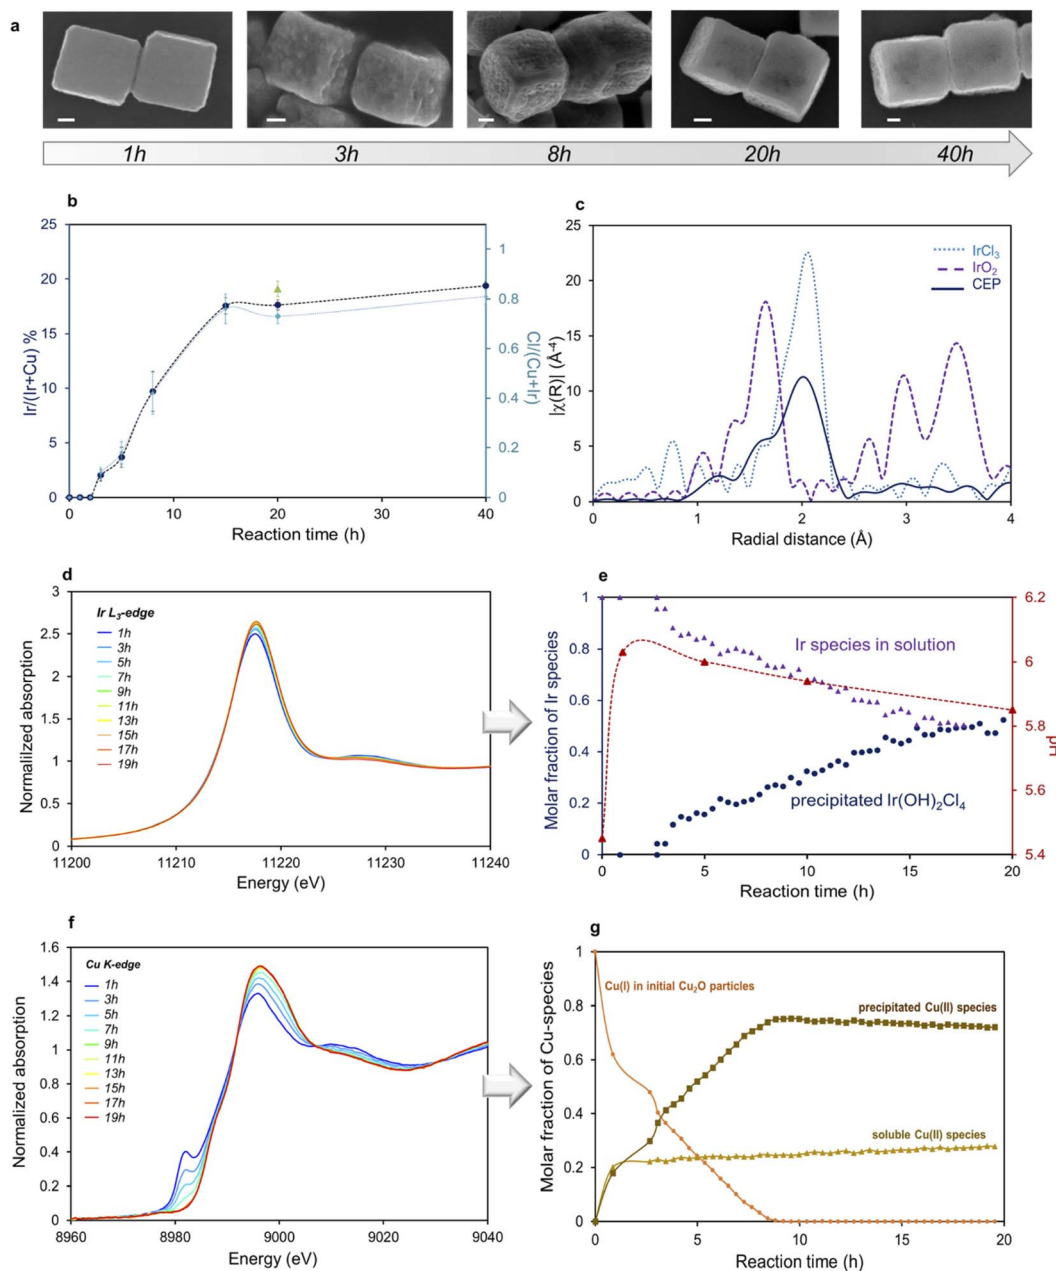 a
1h 3h 8h 20h 40h
b
25
20
15
10
5
0
Ir/(Ir+Cu) %
1
0.8
0.6
0.4
0.2
0
Cl/(Cu+Ir)
0 10 20 30 40
Reaction time (h)
c
25
20
15
10
5
0
|χ(R)| (Å⁻⁴)
IrCl₃
IrO₂
CEP
0 1 2 3 4
Radial distance (Å)
d
3
2.5
2
1.5
1
0.5
0
Normalized absorption
Ir L₃-edge
1h
3h
5h
7h
9h
11h
13h
15h
17h
19h
11200 11210 11220 11230 11240
Energy (eV)
e
1
0.8
0.6
0.4
0.2
0
Molar fraction of Ir species
Ir species in solution
precipitated Ir(OH)₂Cl₄
6.2
6
5.8
5.6
5.4
pH
0 5 10 15 20
Reaction time (h)
f
1.6
1.4
1.2
1
0.8
0.6
0.4
0.2
0
Normalized absorption
Cu K-edge
1h
3h
5h
7h
9h
11h
13h
15h
17h
19h
8960 8980 9000 9020 9040
Energy (eV)
g
1
0.8
0.6
0.4
0.2
0
Molar fraction of Cu-species
Cu(I) in initial Cu₂O particles
precipitated Cu(II) species
soluble Cu(II) species
0 5 10 15 20
Reaction time (h)